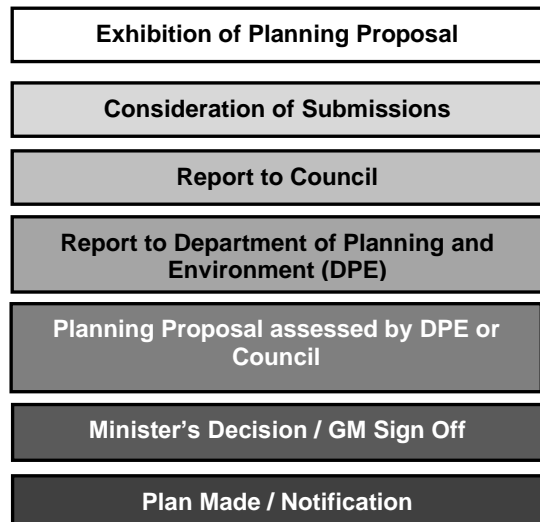 Exhibition of Planning Proposal
Consideration of Submissions
Report to Council
Report to Department of Planning and
Environment (DPE)
Planning Proposal assessed by DPE or
Council
Minister's Decision / GM Sign Off
Plan Made / Notification